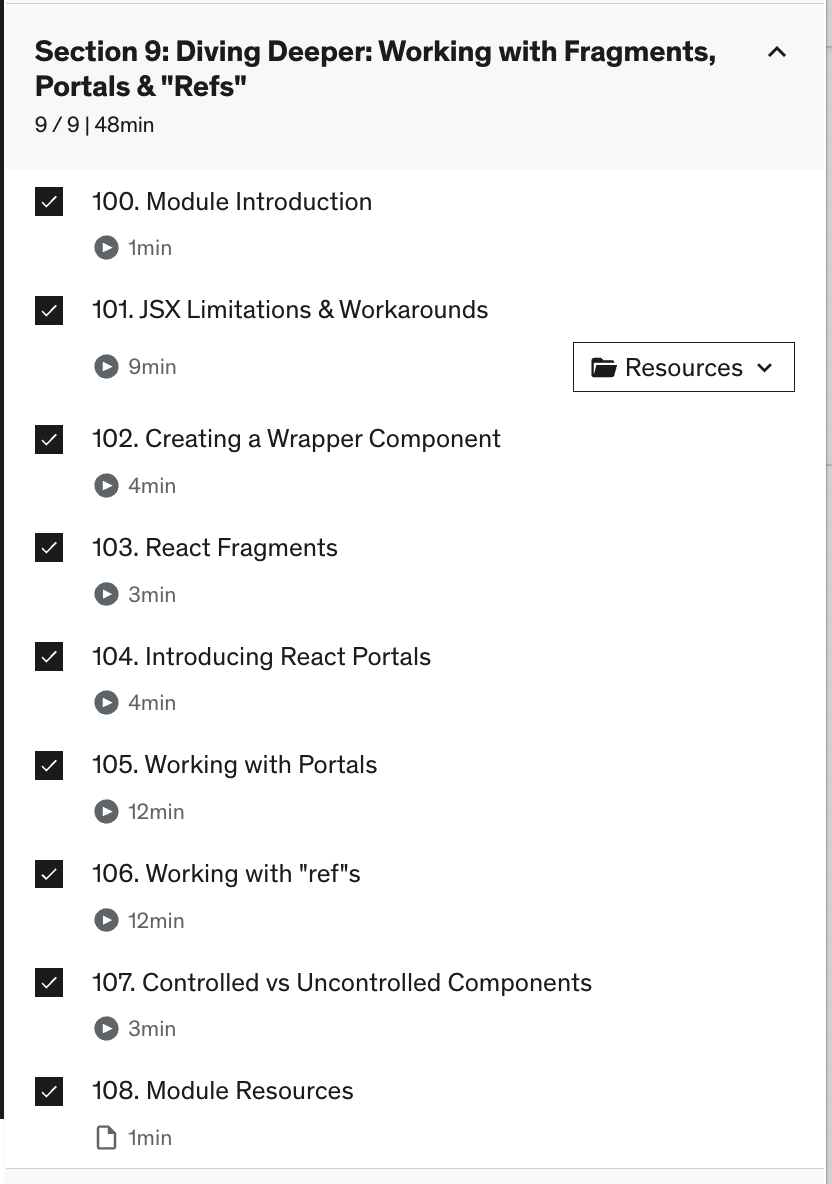 Section 9: Diving Deeper: Working with Fragments,
Portals & "Refs"
9 / 9 | 48min
100. Module Introduction
1min
101. JSX Limitations & Workarounds
9min
Resources
102. Creating a Wrapper Component
4min
103. React Fragments
3min
104. Introducing React Portals
4min
105. Working with Portals
12min
106. Working with "ref"s
12min
107. Controlled vs Uncontrolled Components
3min
108. Module Resources
1min